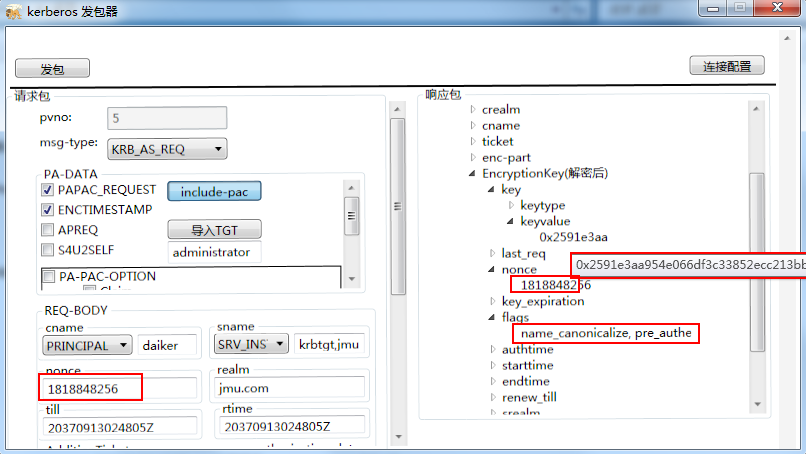 kerberos 发包器
发包
连接配置
请求包
pvno:
5
msg-type:
KRB_AS_REQ
PA-DATA
PAPAC_REQUEST
include-pac
ENCTIMESTAMP
APREQ
导入TGT
S4U2SELF
administrator
PA-PAC-OPTION
REQ-BODY
cname
PRINCIPAL
daiker
sname
SRV_INS
krbtgt,jmu
nonce
1818848256
realm
jmu.com
till
20370913024805Z
rtime
20370913024805Z
响应包
crealm
cname
ticket
enc-part
EncryptionKey(解密后)
key
keytype
keyvalue
0x2591e3aa
last_req
0x2591e3aa954e066df3c33852ecc213bb
nonce
1818848256
key_expiration
flags
name_canonicalize, pre_authe
authtime
starttime
endtime
renew_till
srealm